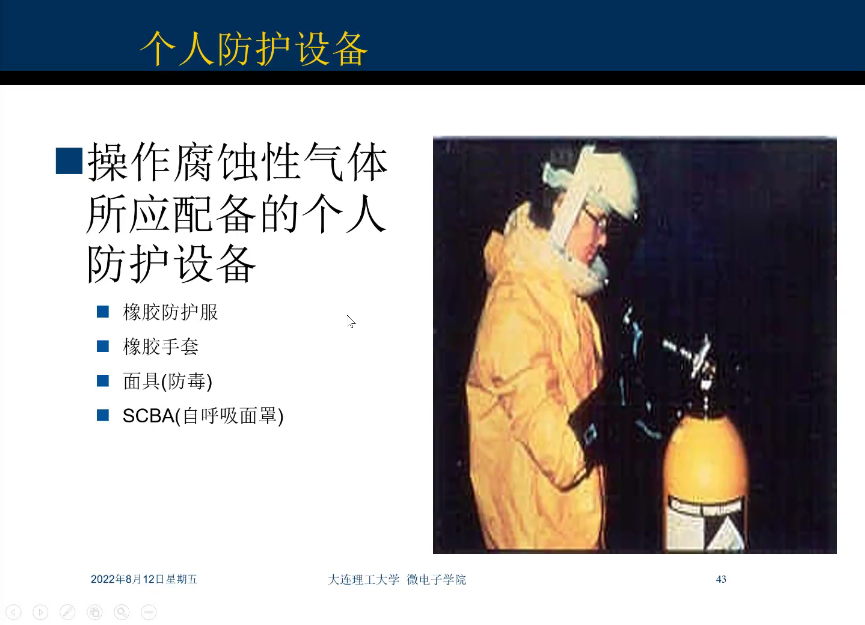 个人防护设备
操作腐蚀性气体
所应配备的个人
防护设备
橡胶防护服
橡胶手套
面具(防毒)
SCBA(自呼吸面罩)
2022年8月12日星期五
大连理工大学 微电子学院
43